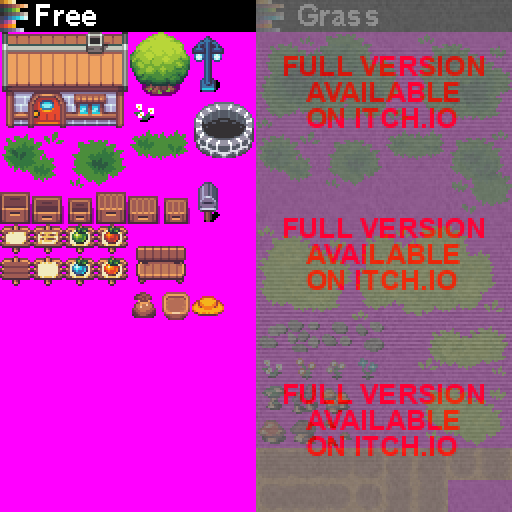 Free
Grass
FULL VERSION
AVAILABLE
ON ITCH.IO
FULL VERSION
AVAILABLE
ON ITCH.IO
FULL VERSION
AVAILABLE
ON ITCH.IO